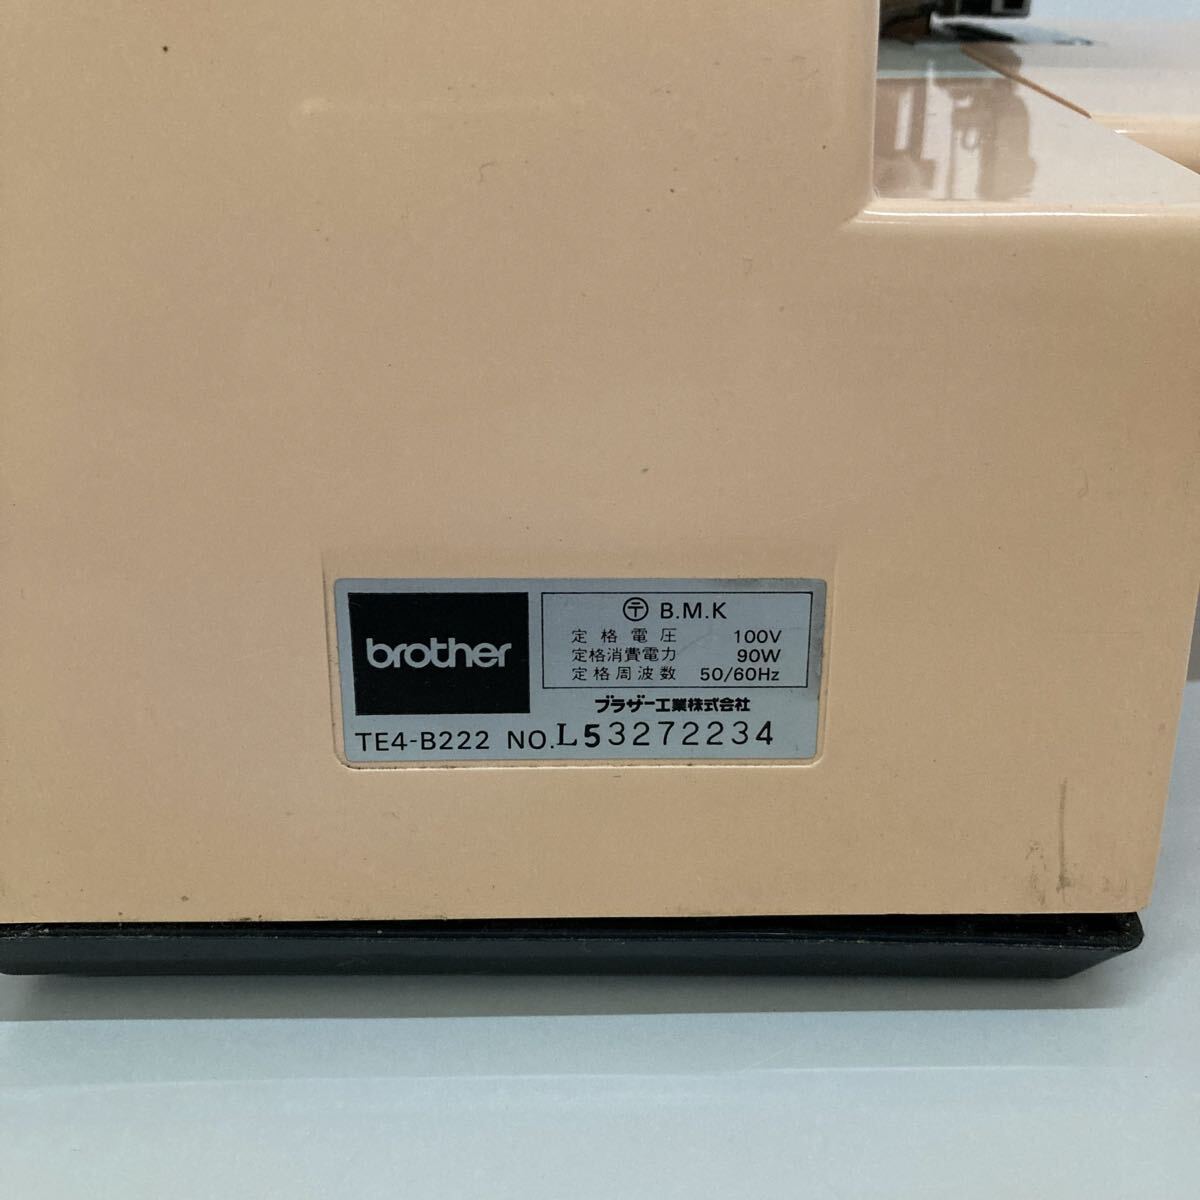 brother
〶 B.M.K
定格電圧 100V
定格消費電力 90W
定格周波数 50/60Hz
ブラザー工業株式会社
TE4-B222 NO.L53272234